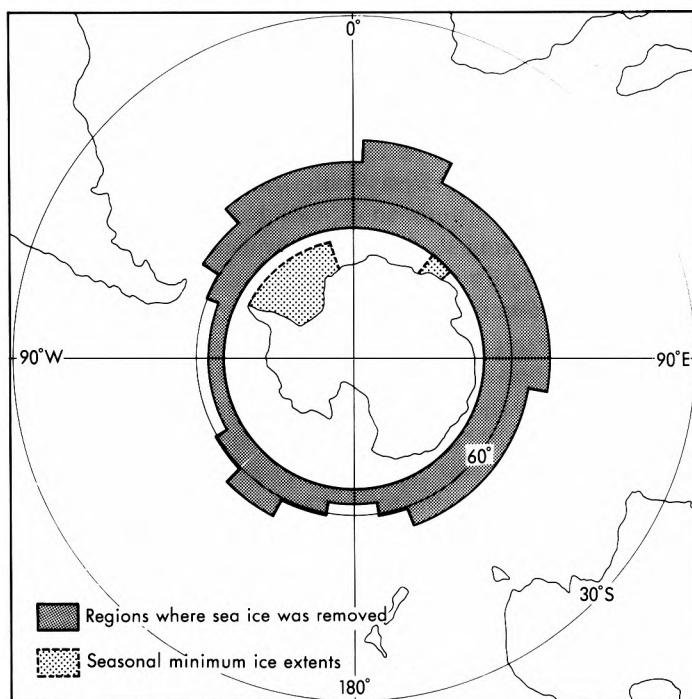 0°
90°W
90°E
60°
30°S
Regions where sea ice was removed
Seasonal minimum ice extents
180°